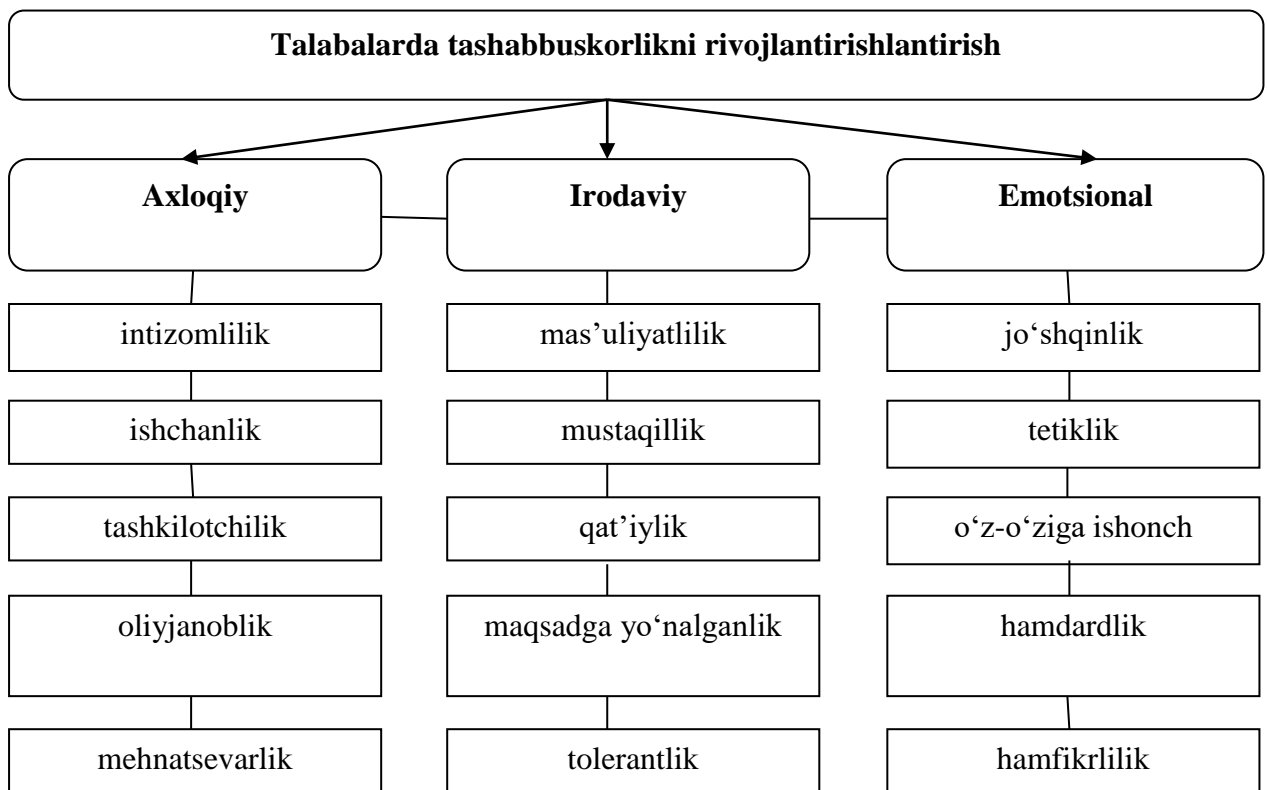 Talabalarda tashabbuskorlikni rivojlantirishlantirish
Axloqiy
Irodaviy
Emotsional
intizomlilik
mas’uliyatlilik
jo‘shqinlik
ishchanlik
mustaqillik
tetiklik
tashkilotchilik
qat’iylik
o‘z-o‘ziga ishonch
oliyjanoblik
maqsadga yo‘nalganlik
hamdardlik
mehnatsevarlik
tolerantlik
hamfikrlilik